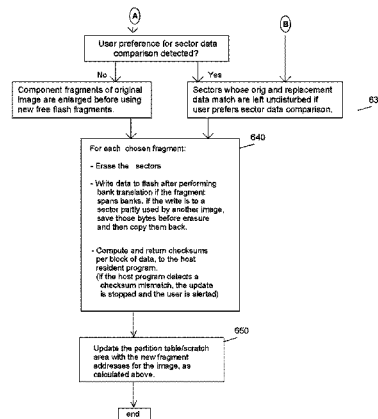 A
B
User preference for sector data
comparison detected?
No
Yes
Component fragments of original
image are enlarged before using
new free flash fragments.
Sectors whose orig and replacement
data match are left undisturbed if
user prefers sector data comparison.
63
640
For each chosen fragment:
- Erase the sectors
- Write data to flash after performing
bank translation if the fragment
spans banks. If the write is to a
sector partly used by another image,
save those bytes before erasure
and then copy them back.
- Compute and return checksums
per block of data, to the host
resident program.
(If the host program detects a
checksum mismatch, the update
is stopped and the user is alerted)
650
Update the partition table/scratch
area with the new fragment
addresses for the image, as
calculated above.
end